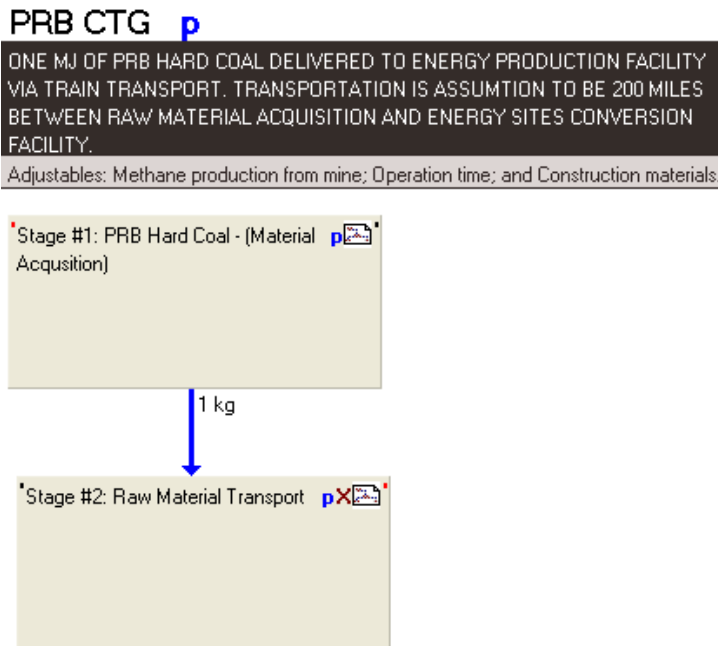 PRB CTG p
ONE MJ OF PRB HARD COAL DELIVERED TO ENERGY PRODUCTION FACILITY
VIA TRAIN TRANSPORT. TRANSPORTATION IS ASSUMTION TO BE 200 MILES
BETWEEN RAW MATERIAL ACQUISITION AND ENERGY SITES CONVERSION
FACILITY.
Adjustables: Methane production from mine; Operation time; and Construction materials.
Stage #1: PRB Hard Coal - (Material p
Acqusition)
1 kg
Stage #2: Raw Material Transport pX